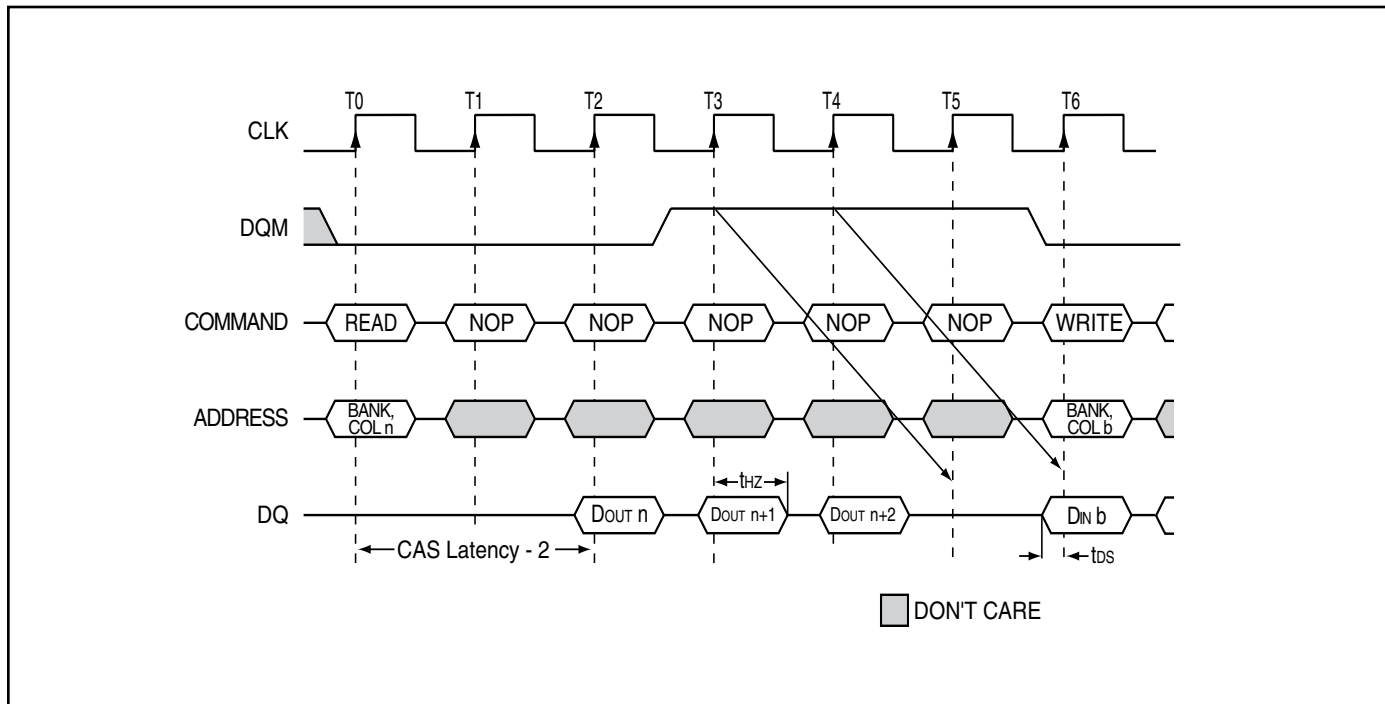 T0 T1 T2 T3 T4 T5 T6
CLK
DQM
COMMAND READ NOP NOP NOP NOP NOP WRITE
ADDRESS BANK, COL n BANK, COL b
tHZ
DQ DOUT n DOUT n+1 DOUT n+2 DIN b
CAS Latency - 2 tDS
DON'T CARE